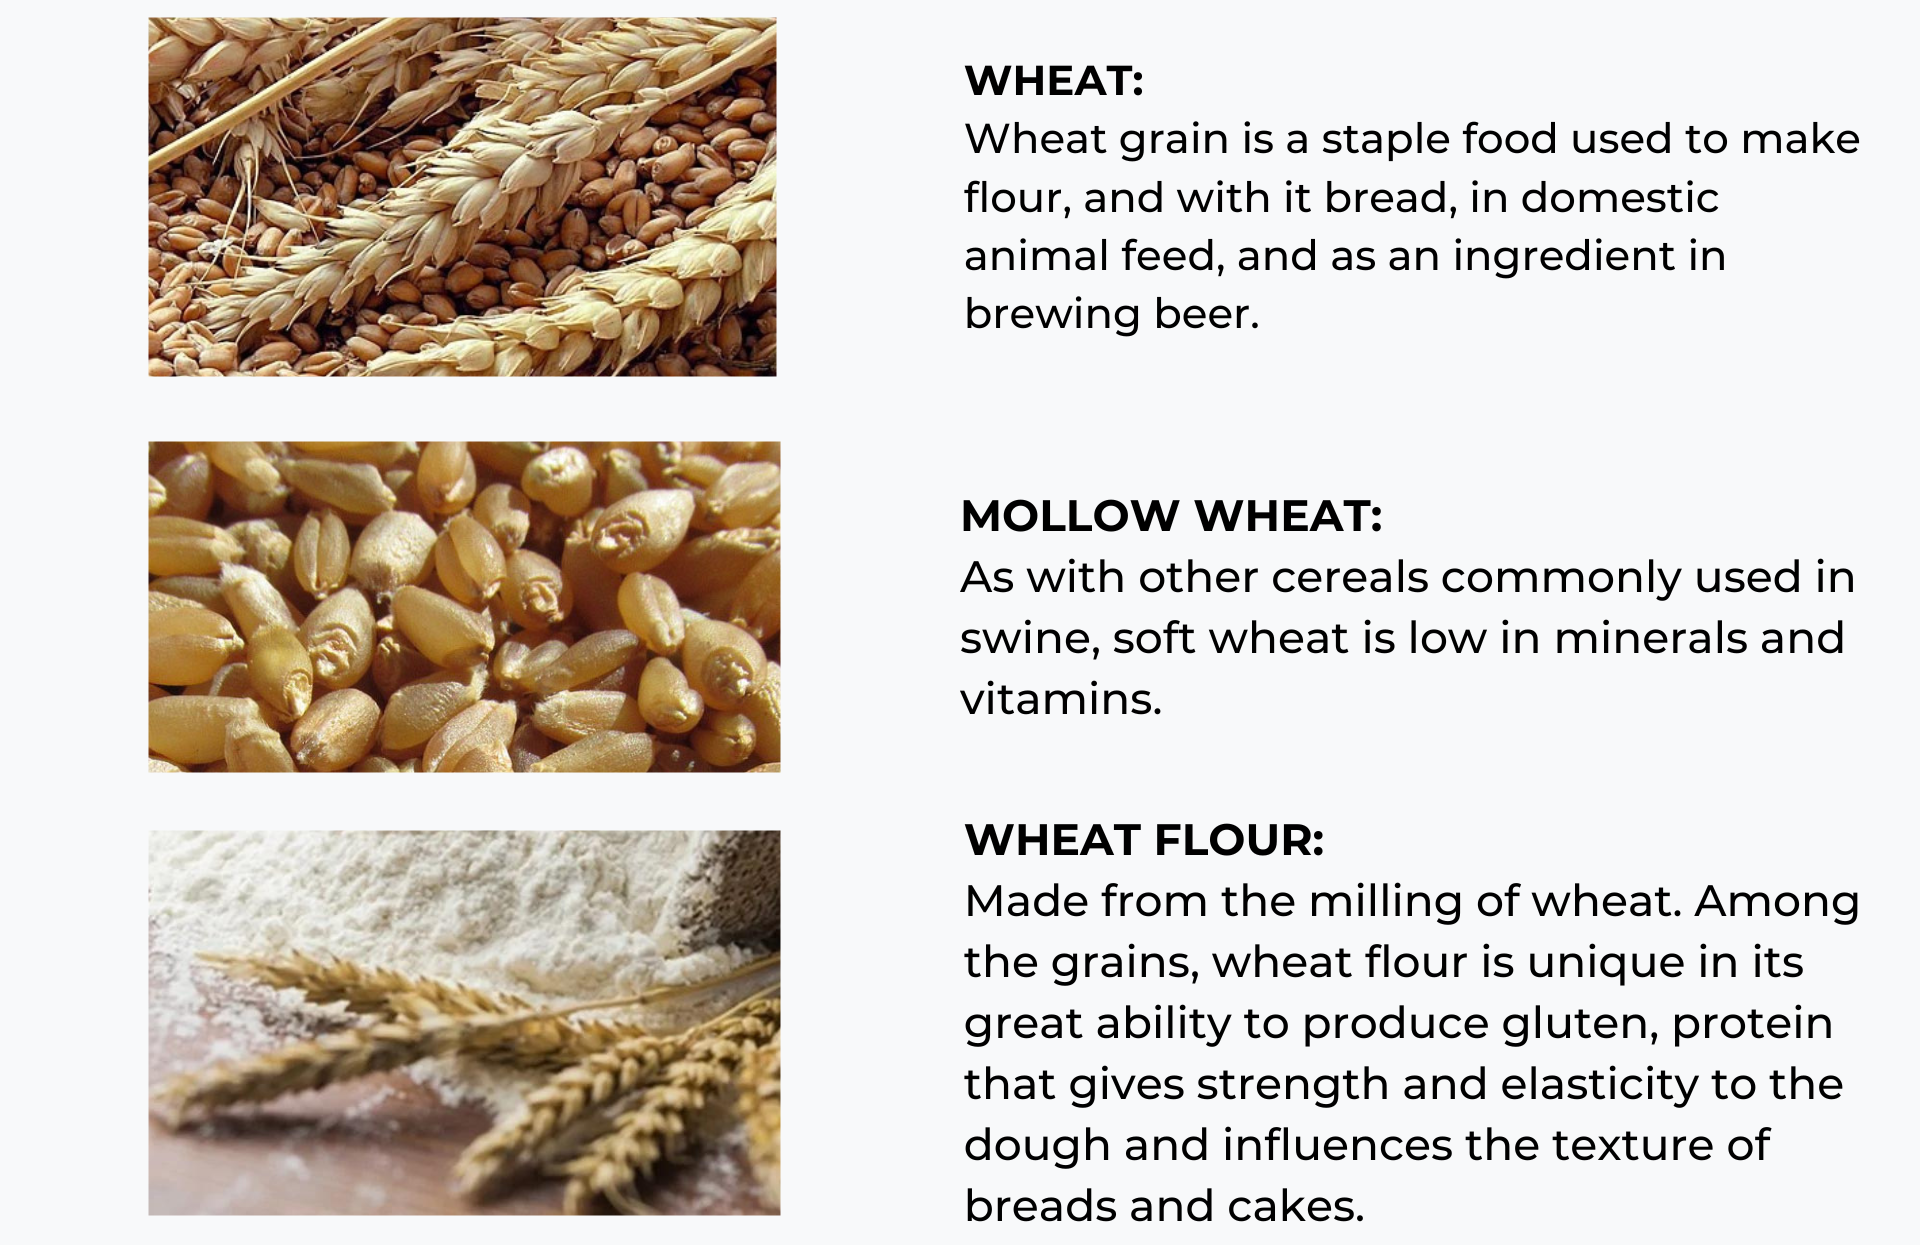 WHEAT:
Wheat grain is a staple food used to make
flour, and with it bread, in domestic
animal feed, and as an ingredient in
brewing beer.
MOLLOW WHEAT:
As with other cereals commonly used in
swine, soft wheat is low in minerals and
vitamins.
WHEAT FLOUR:
Made from the milling of wheat. Among
the grains, wheat flour is unique in its
great ability to produce gluten, protein
that gives strength and elasticity to the
dough and influences the texture of
breads and cakes.